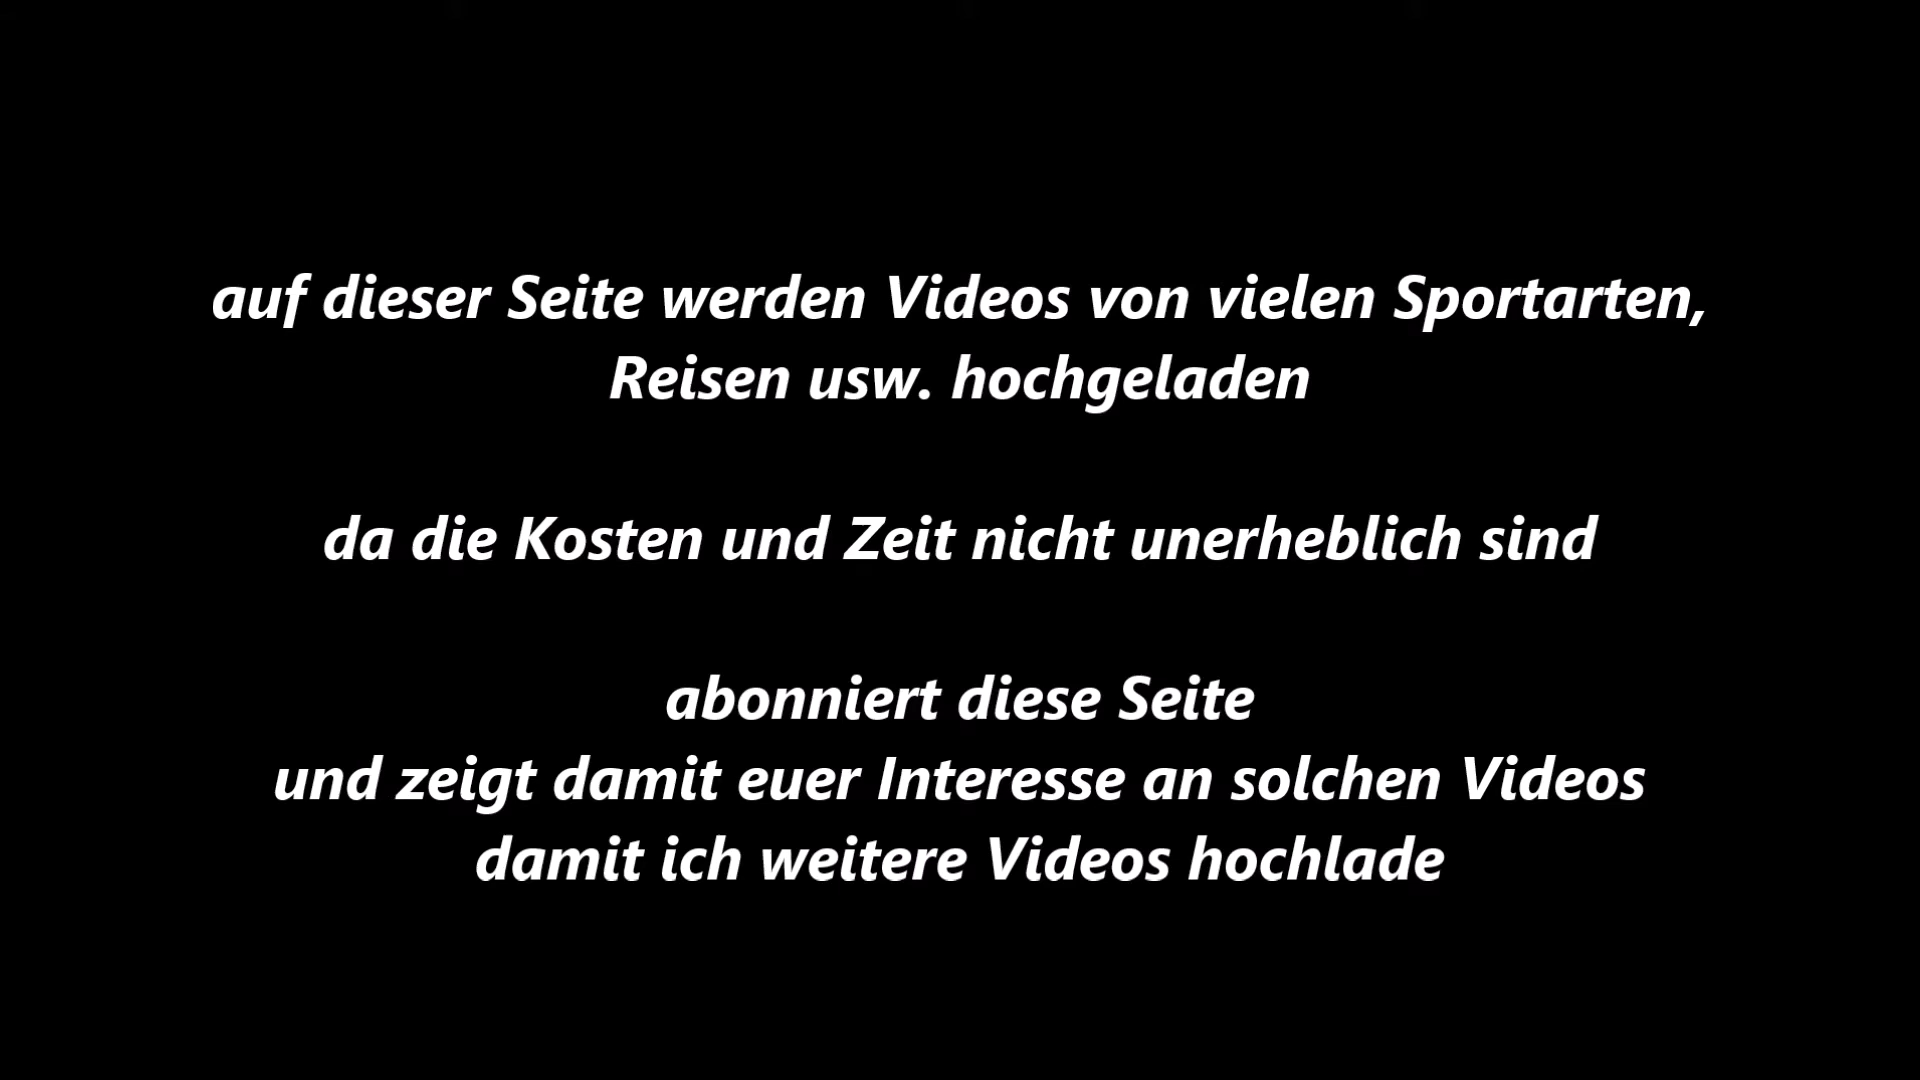 auf dieser Seite werden Videos von vielen Sportarten,
Reisen usw. hochgeladen
da die Kosten und Zeit nicht unerheblich sind
abonniert diese Seite
und zeigt damit euer Interesse an solchen Videos
damit ich weitere Videos hochlade